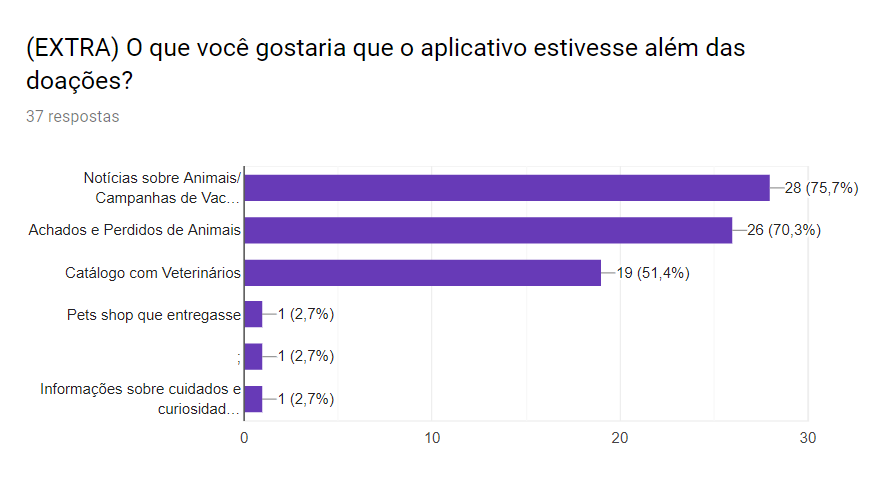 (EXTRA) O que você gostaria que o aplicativo estivesse além das
doações?
37 respostas
Notícias sobre Animais/
Campanhas de Vac…
28 (75,7%)
Achados e Perdidos de Animais
26 (70,3%)
Catálogo com Veterinários
19 (51,4%)
Pets shop que entregasse
1 (2,7%)
;
1 (2,7%)
Informações sobre cuidados e
curiosidad…
1 (2,7%)
0
10
20
30